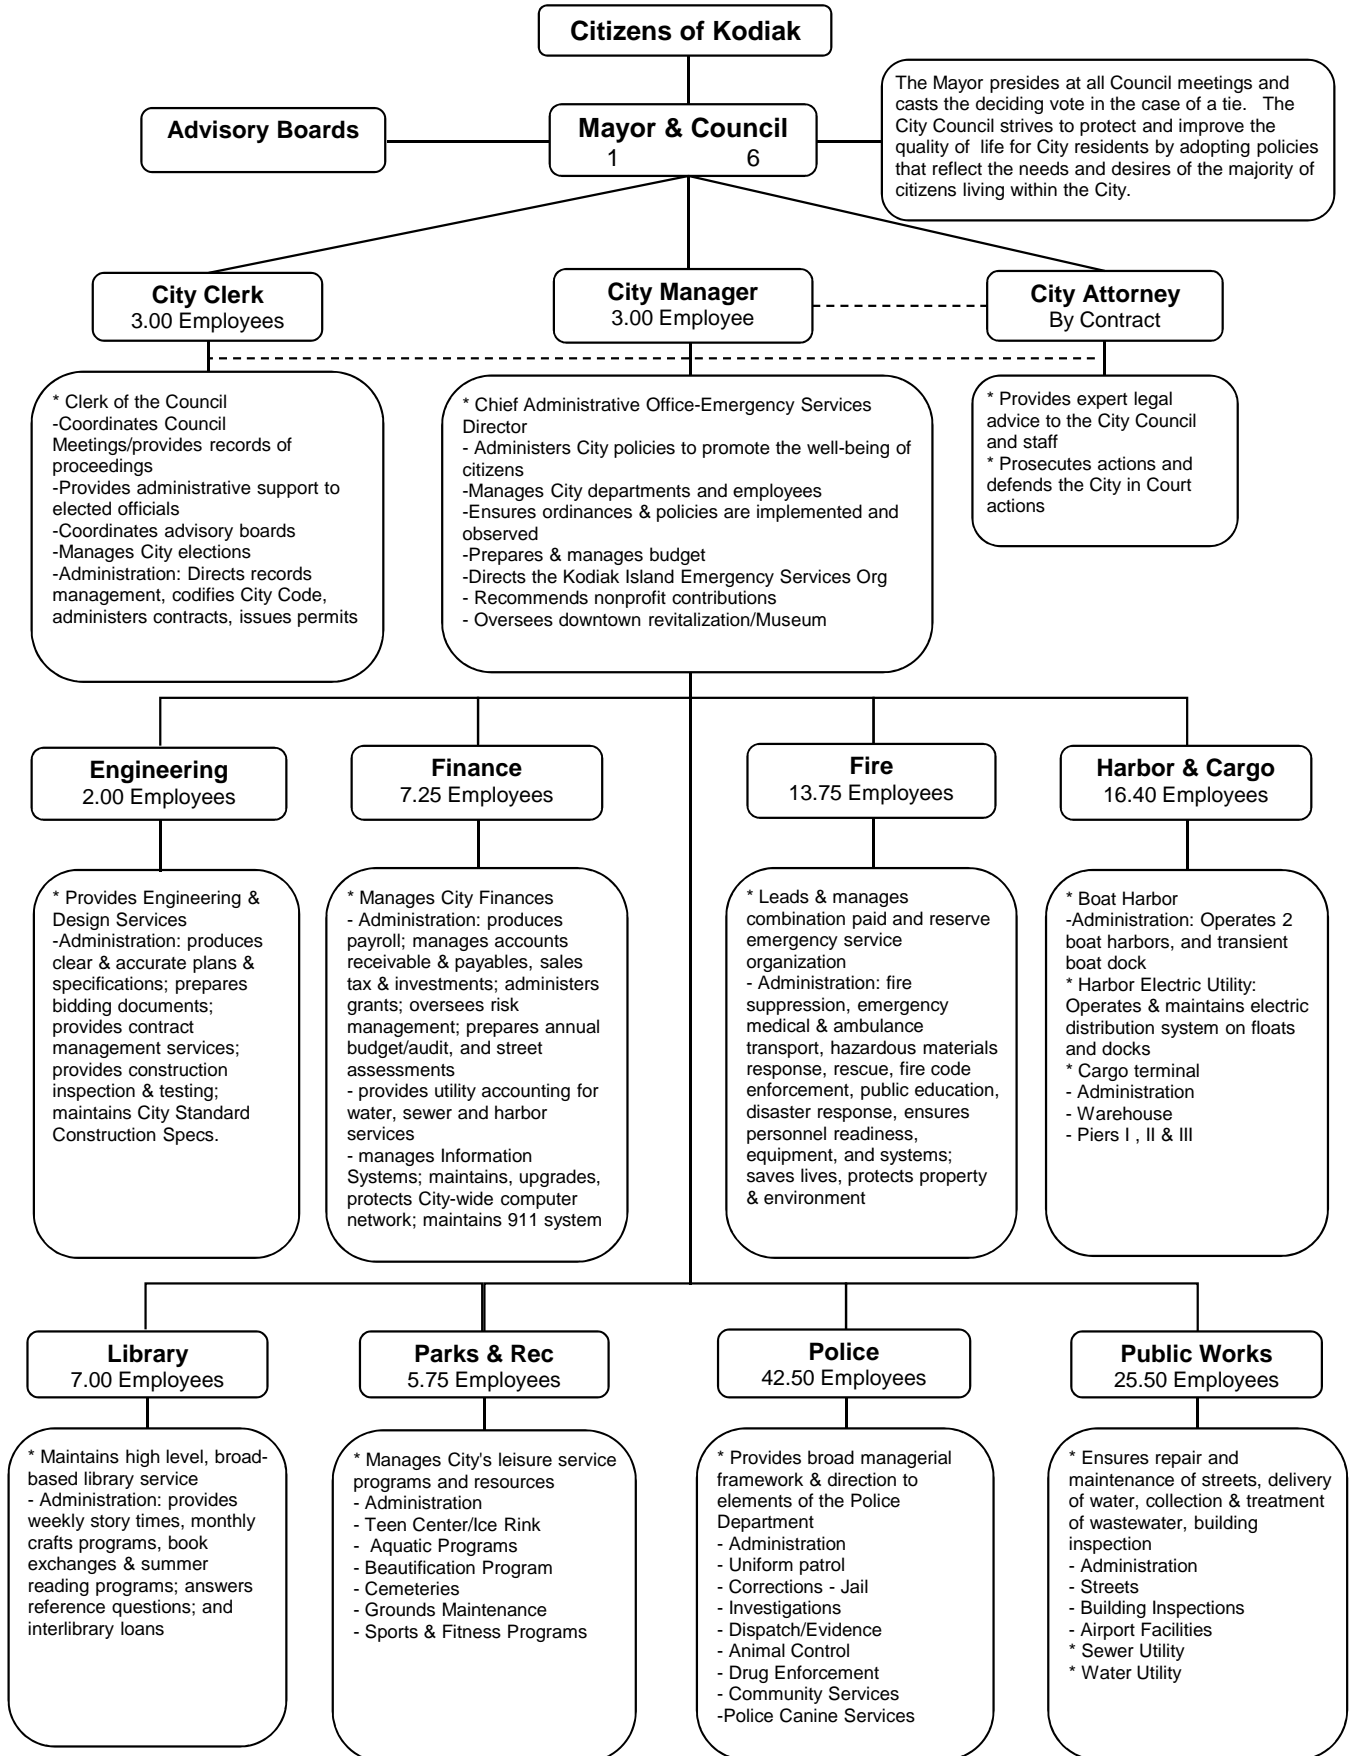 Citizens of Kodiak
Advisory Boards
Mayor & Council
1 6
The Mayor presides at all Council meetings and
casts the deciding vote in the case of a tie. The
City Council strives to protect and improve the
quality of life for City residents by adopting policies
that reflect the needs and desires of the majority of
citizens living within the City.
City Clerk
3.00 Employees
City Manager
3.00 Employee
City Attorney
By Contract
* Clerk of the Council
-Coordinates Council
Meetings/provides records of
proceedings
-Provides administrative support to
elected officials
-Coordinates advisory boards
-Manages City elections
-Administration: Directs records
management, codifies City Code,
administers contracts, issues permits
* Chief Administrative Office-Emergency Services
Director
- Administers City policies to promote the well-being of
citizens
-Manages City departments and employees
-Ensures ordinances & policies are implemented and
observed
-Prepares & manages budget
-Directs the Kodiak Island Emergency Services Org
- Recommends nonprofit contributions
- Oversees downtown revitalization/Museum
* Provides expert legal
advice to the City Council
and staff
* Prosecutes actions and
defends the City in Court
actions
Engineering
2.00 Employees
Finance
7.25 Employees
Fire
13.75 Employees
Harbor & Cargo
16.40 Employees
* Provides Engineering &
Design Services
-Administration: produces
clear & accurate plans &
specifications; prepares
bidding documents;
provides contract
management services;
provides construction
inspection & testing;
maintains City Standard
Construction Specs.
* Manages City Finances
- Administration: produces
payroll; manages accounts
receivable & payables, sales
tax & investments; administers
grants; oversees risk
management; prepares annual
budget/audit, and street
assessments
- provides utility accounting for
water, sewer and harbor
services
- manages Information
Systems; maintains, upgrades,
protects City-wide computer
network; maintains 911 system
* Leads & manages
combination paid and reserve
emergency service
organization
- Administration: fire
suppression, emergency
medical & ambulance
transport, hazardous materials
response, rescue, fire code
enforcement, public education,
disaster response, ensures
personnel readiness,
equipment, and systems;
saves lives, protects property
& environment
* Boat Harbor
-Administration: Operates 2
boat harbors, and transient
boat dock
* Harbor Electric Utility:
Operates & maintains electric
distribution system on floats
and docks
* Cargo terminal
- Administration
- Warehouse
- Piers I , II & III
Library
7.00 Employees
Parks & Rec
5.75 Employees
Police
42.50 Employees
Public Works
25.50 Employees
* Maintains high level, broad-
based library service
- Administration: provides
weekly story times, monthly
crafts programs, book
exchanges & summer
reading programs; answers
reference questions; and
interlibrary loans
* Manages City's leisure service
programs and resources
- Administration
- Teen Center/Ice Rink
- Aquatic Programs
- Beautification Program
- Cemeteries
- Grounds Maintenance
- Sports & Fitness Programs
* Provides broad managerial
framework & direction to
elements of the Police
Department
- Administration
- Uniform patrol
- Corrections - Jail
- Investigations
- Dispatch/Evidence
- Animal Control
- Drug Enforcement
- Community Services
-Police Canine Services
* Ensures repair and
maintenance of streets, delivery
of water, collection & treatment
of wastewater, building
inspection
- Administration
- Streets
- Building Inspections
- Airport Facilities
* Sewer Utility
* Water Utility